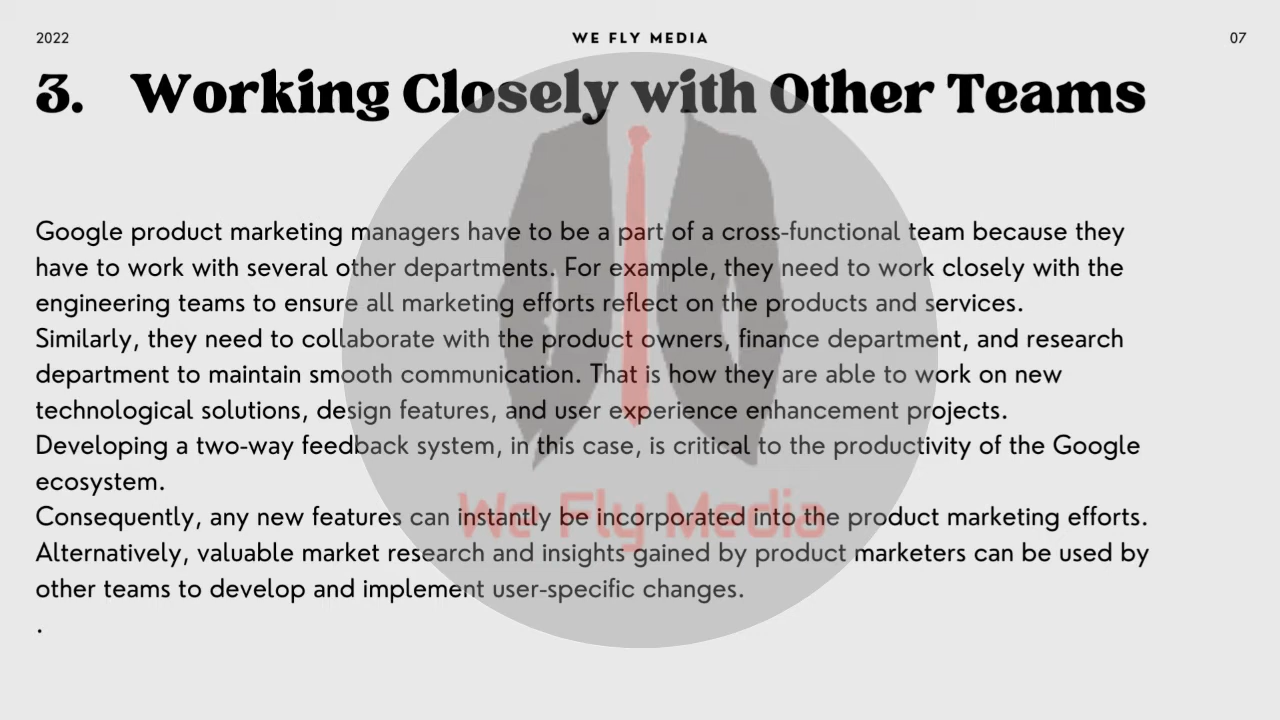 2022
WE FLY MEDIA
07
3. Working Closely with Other Teams
Google product marketing managers have to be a part of a cross-functional team because they
have to work with several other departments. For example, they need to work closely with the
engineering teams to ensure all marketing efforts reflect on the products and services.
Similarly, they need to collaborate with the product owners, finance department, and research
department to maintain smooth communication. That is how they are able to work on new
technological solutions, design features, and user experience enhancement projects.
Developing a two-way feedback system, in this case, is critical to the productivity of the Google
ecosystem.
Consequently, any new features can instantly be incorporated into the product marketing efforts.
Alternatively, valuable market research and insights gained by product marketers can be used by
other teams to develop and implement user-specific changes.
.
We Fly Media